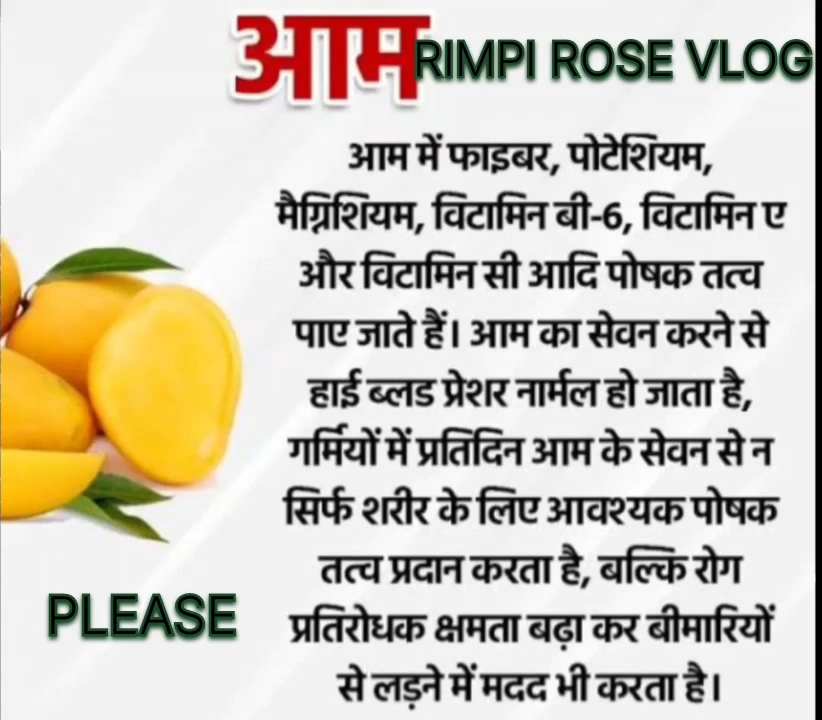 आम
RIMPI ROSE VLOG
आम में फाइबर, पोटेशियम,
मैग्निशियम, विटामिन बी-6, विटामिन ए
और विटामिन सी आदि पोषक तत्व
पाए जाते हैं। आम का सेवन करने से
हाई ब्लड प्रेशर नार्मल हो जाता है,
गर्मियों में प्रतिदिन आम के सेवन से न
सिर्फ शरीर के लिए आवश्यक पोषक
तत्व प्रदान करता है, बल्कि रोग
प्रतिरोधक क्षमता बढ़ा कर बीमारियों
से लड़ने में मदद भी करता है।
PLEASE